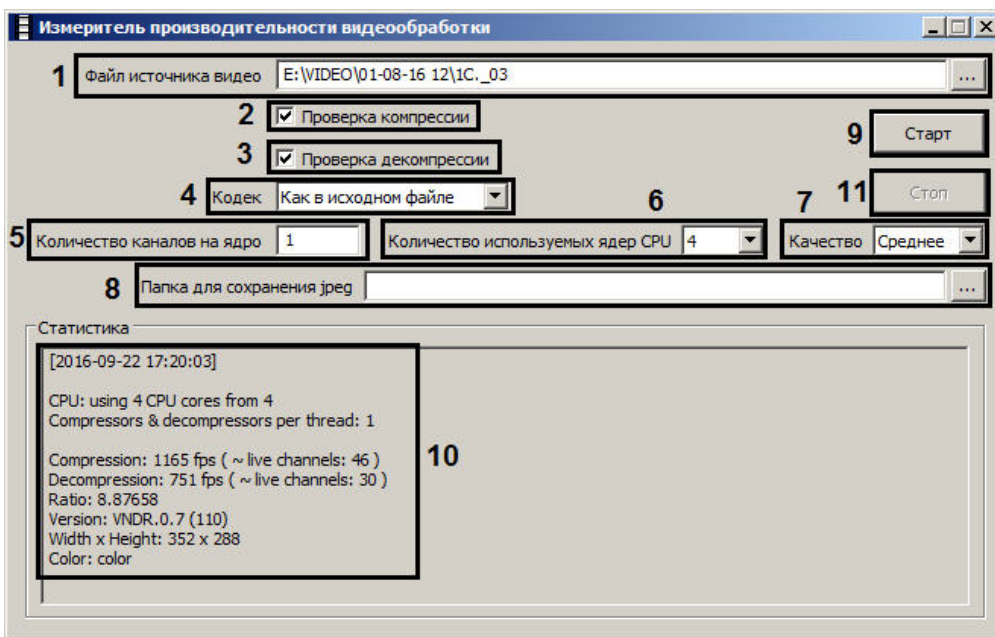 Измеритель производительности видеообработки
1 Файл источника видео E:\VIDEO\01-08-16 12\1C._03 ...
2 Проверка компрессии
9 Старт
3 Проверка декомпрессии
4 Кодек Как в исходном файле
6 7 11 Стоп
5 Количество каналов на ядро 1 Количество используемых ядер CPU 4 Качество Среднее
8 Папка для сохранения jpeg ...
Статистика
[2016-09-22 17:20:03]
CPU: using 4 CPU cores from 4
Compressors & decompressors per thread: 1
Compression: 1165 fps ( ~ live channels: 46 )
10
Decompression: 751 fps ( ~ live channels: 30 )
Ratio: 8.87658
Version: VNDR.0.7 (110)
Width x Height: 352 x 288
Color: color